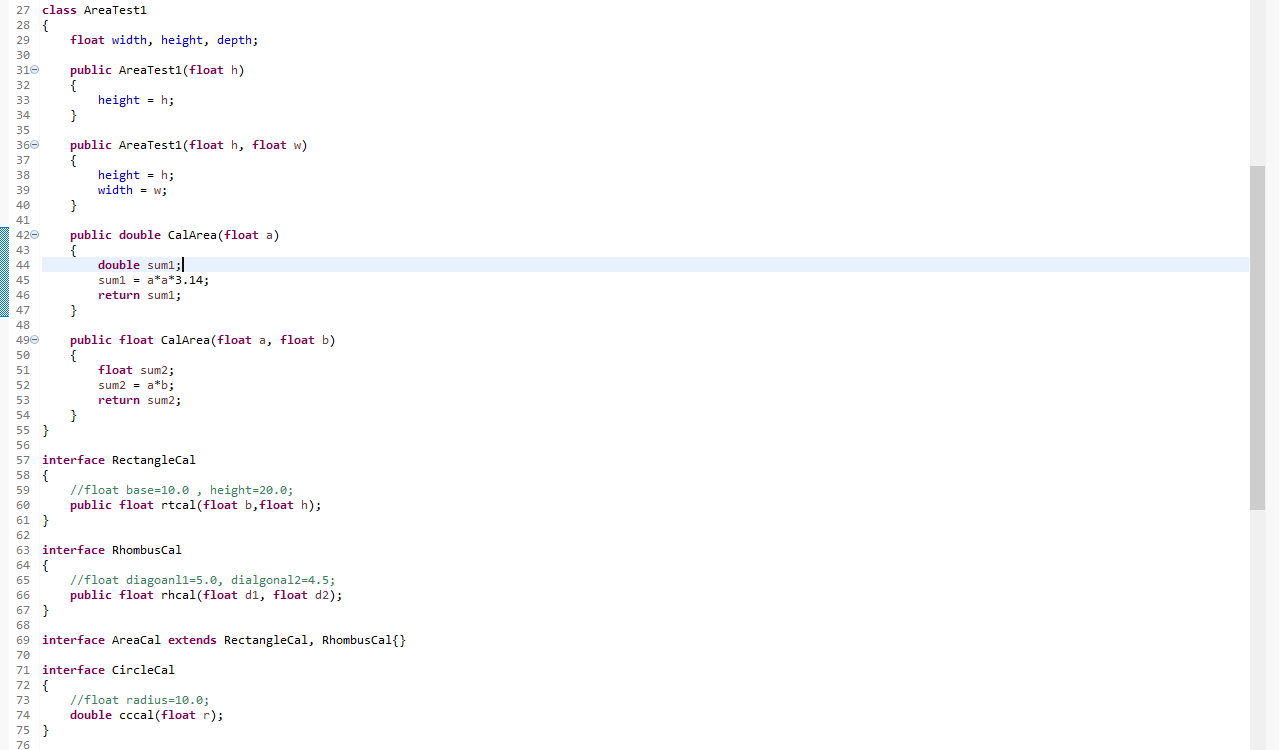 27 class AreaTest1
28 {
29     float width, height, depth;
30
31     public AreaTest1(float h)
32     {
33         height = h;
34     }
35
36     public AreaTest1(float h, float w)
37     {
38         height = h;
39         width = w;
40     }
41
42     public double CalArea(float a)
43     {
44         double sum1;
45         sum1 = a*a*3.14;
46         return sum1;
47     }
48
49     public float CalArea(float a, float b)
50     {
51         float sum2;
52         sum2 = a*b;
53         return sum2;
54     }
55 }
56
57 interface RectangleCal
58 {
59     //float base=10.0 , height=20.0;
60     public float rtcal(float b,float h);
61 }
62
63 interface RhombusCal
64 {
65     //float diagoanl1=5.0, dialgonal2=4.5;
66     public float rhcal(float d1, float d2);
67 }
68
69 interface AreaCal extends RectangleCal, RhombusCal{}
70
71 interface CircleCal
72 {
73     //float radius=10.0;
74     double cccal(float r);
75 }
76